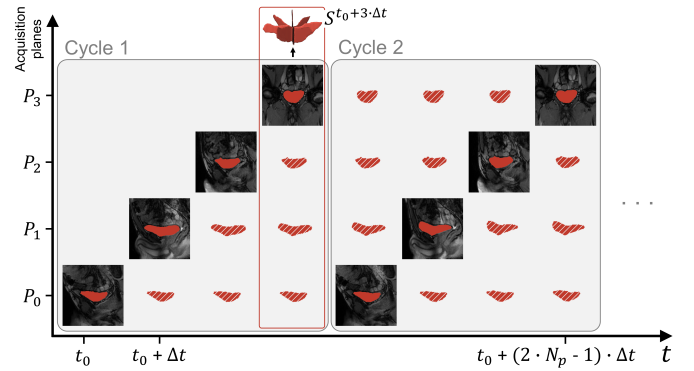 Acquisition
planes
S^{t_0+3·Δt}
Cycle 1
Cycle 2
P_3
P_2
P_1
. . .
P_0
t_0
t_0 + Δt
t_0 + (2 · N_p - 1) · Δt
t